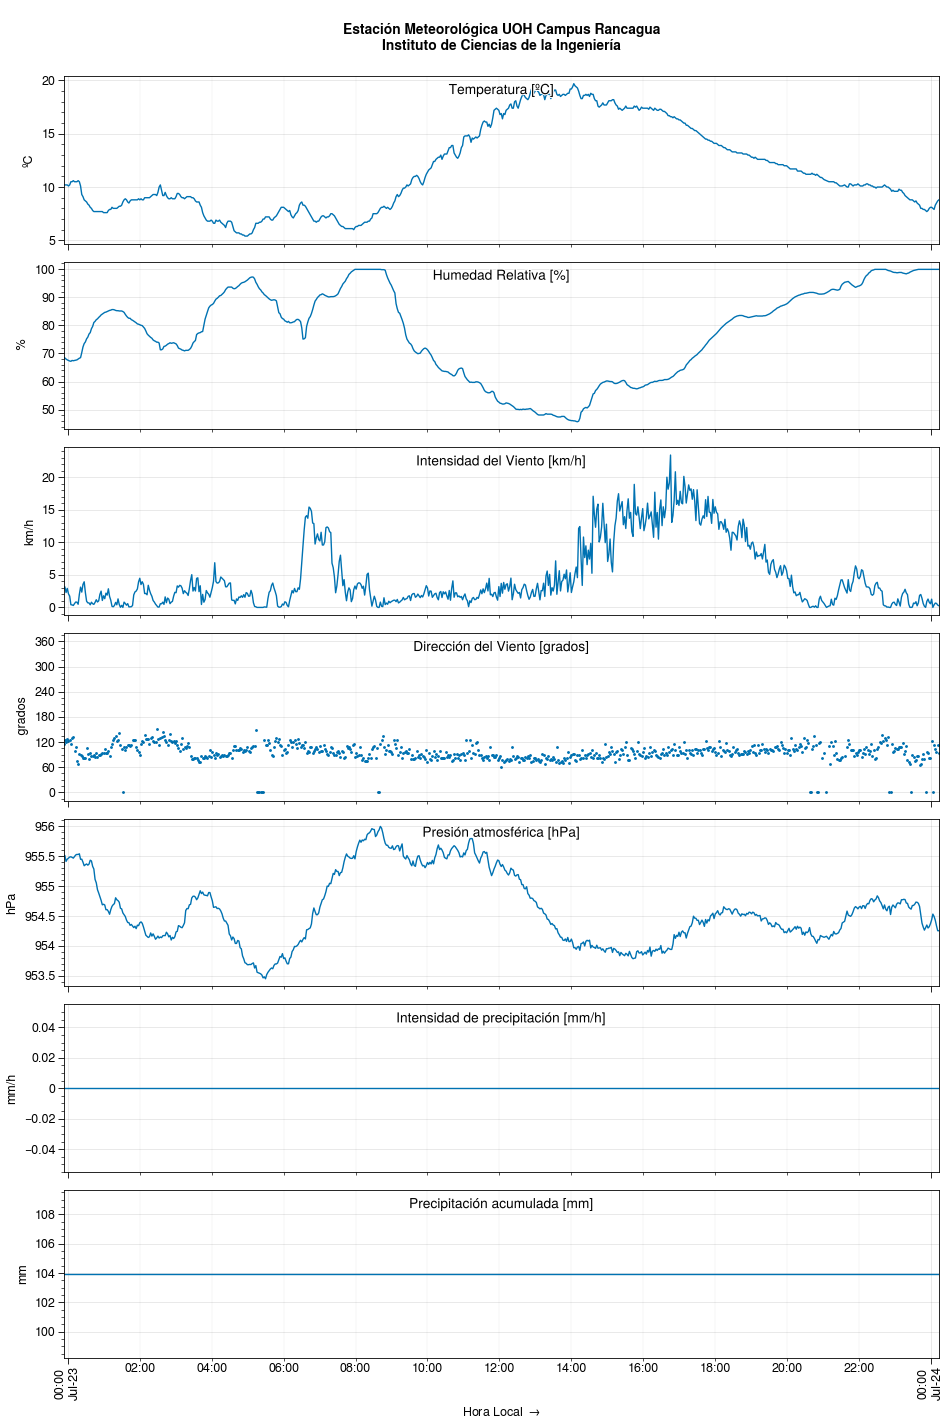 Estación Meteorológica UOH Campus Rancagua
Instituto de Ciencias de la Ingeniería
Temperatura [ºC]
ºC
20
15
10
5
Humedad Relativa [%]
%
100
90
80
70
60
50
Intensidad del Viento [km/h]
km/h
20
15
10
5
0
Dirección del Viento [grados]
grados
360
300
240
180
120
60
0
Presión atmosférica [hPa]
hPa
956
955.5
955
954.5
954
953.5
Intensidad de precipitación [mm/h]
mm/h
0.04
0.02
0
−0.02
−0.04
Precipitación acumulada [mm]
mm
108
106
104
102
100
00:00
Jul-23
02:00
04:00
06:00
08:00
10:00
12:00
14:00
16:00
18:00
20:00
22:00
00:00
Jul-24
Hora Local →